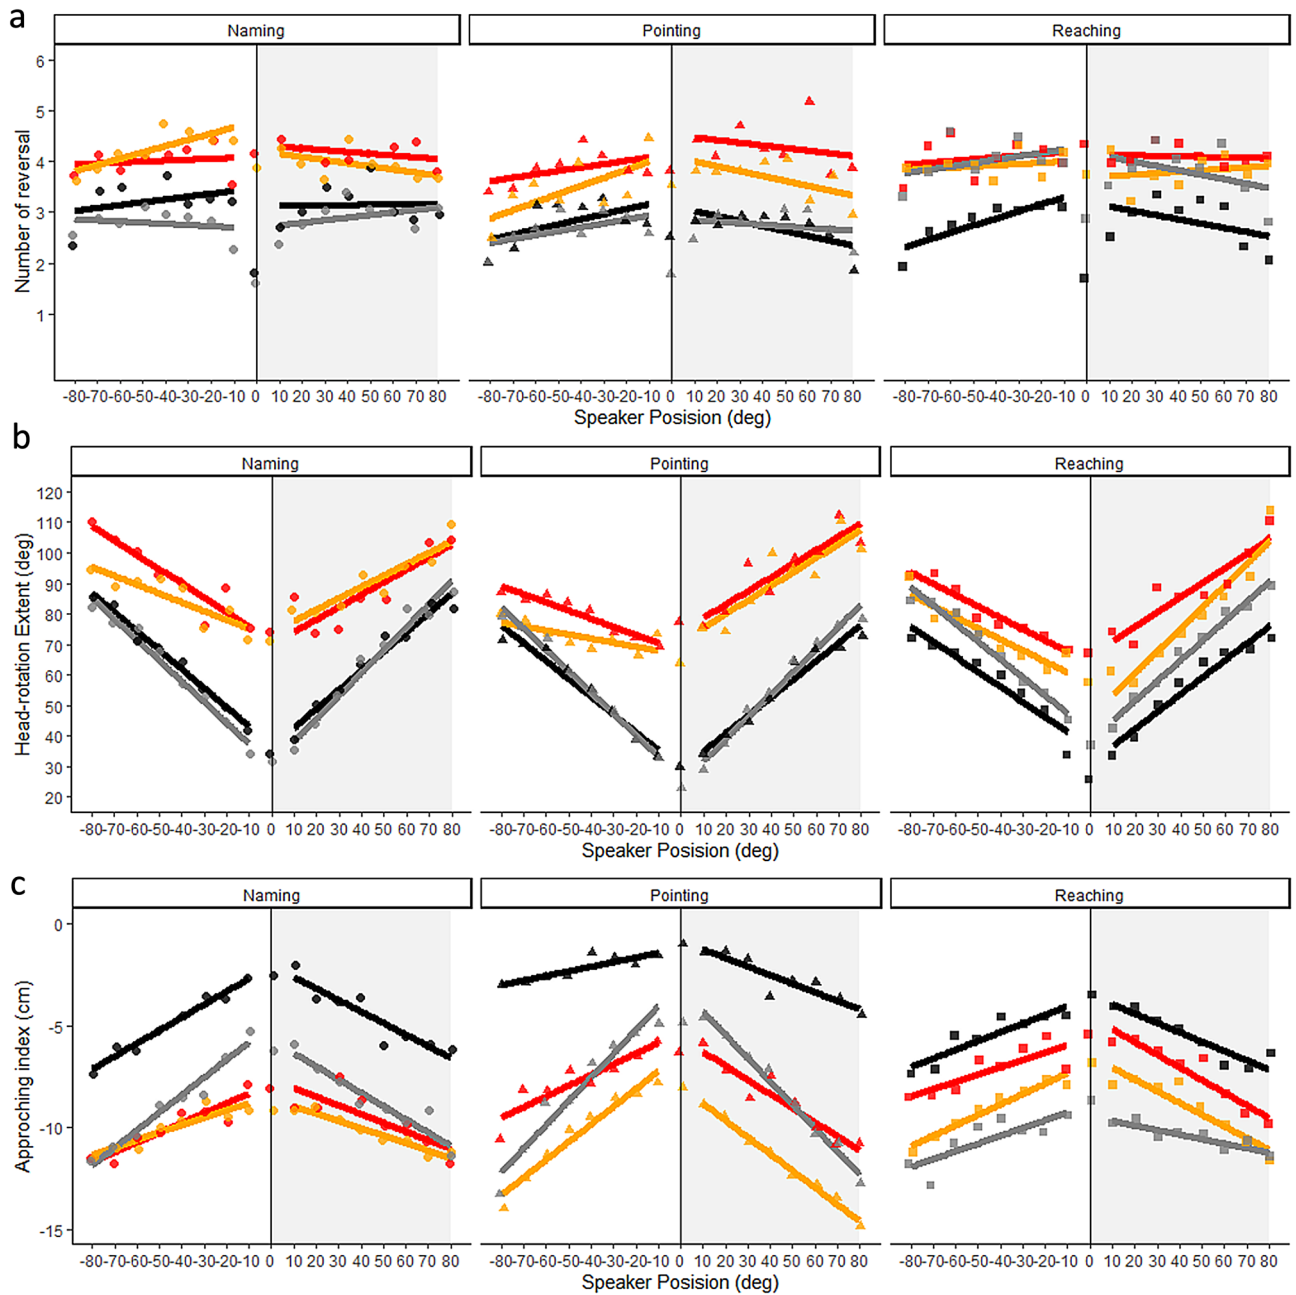 a
Naming Pointing Reaching
Number of reversal
6
5
4
3
2
1
-80-70-60-50-40-30-20-10 0 10 20 30 40 50 60 70 80 -80-70-60-50-40-30-20-10 0 10 20 30 40 50 60 70 80 -80-70-60-50-40-30-20-10 0 10 20 30 40 50 60 70 80
Speaker Posision (deg)
b
Naming Pointing Reaching
Head-rotation Extent (deg)
120
110
100
90
80
70
60
50
40
30
20
-80-70-60-50-40-30-20-10 0 10 20 30 40 50 60 70 80 -80-70-60-50-40-30-20-10 0 10 20 30 40 50 60 70 80 -80-70-60-50-40-30-20-10 0 10 20 30 40 50 60 70 80
Speaker Posision (deg)
c
Naming Pointing Reaching
Approching index (cm)
0
-5
-10
-15
-80-70-60-50-40-30-20-10 0 10 20 30 40 50 60 70 80 -80-70-60-50-40-30-20-10 0 10 20 30 40 50 60 70 80 -80-70-60-50-40-30-20-10 0 10 20 30 40 50 60 70 80
Speaker Posision (deg)